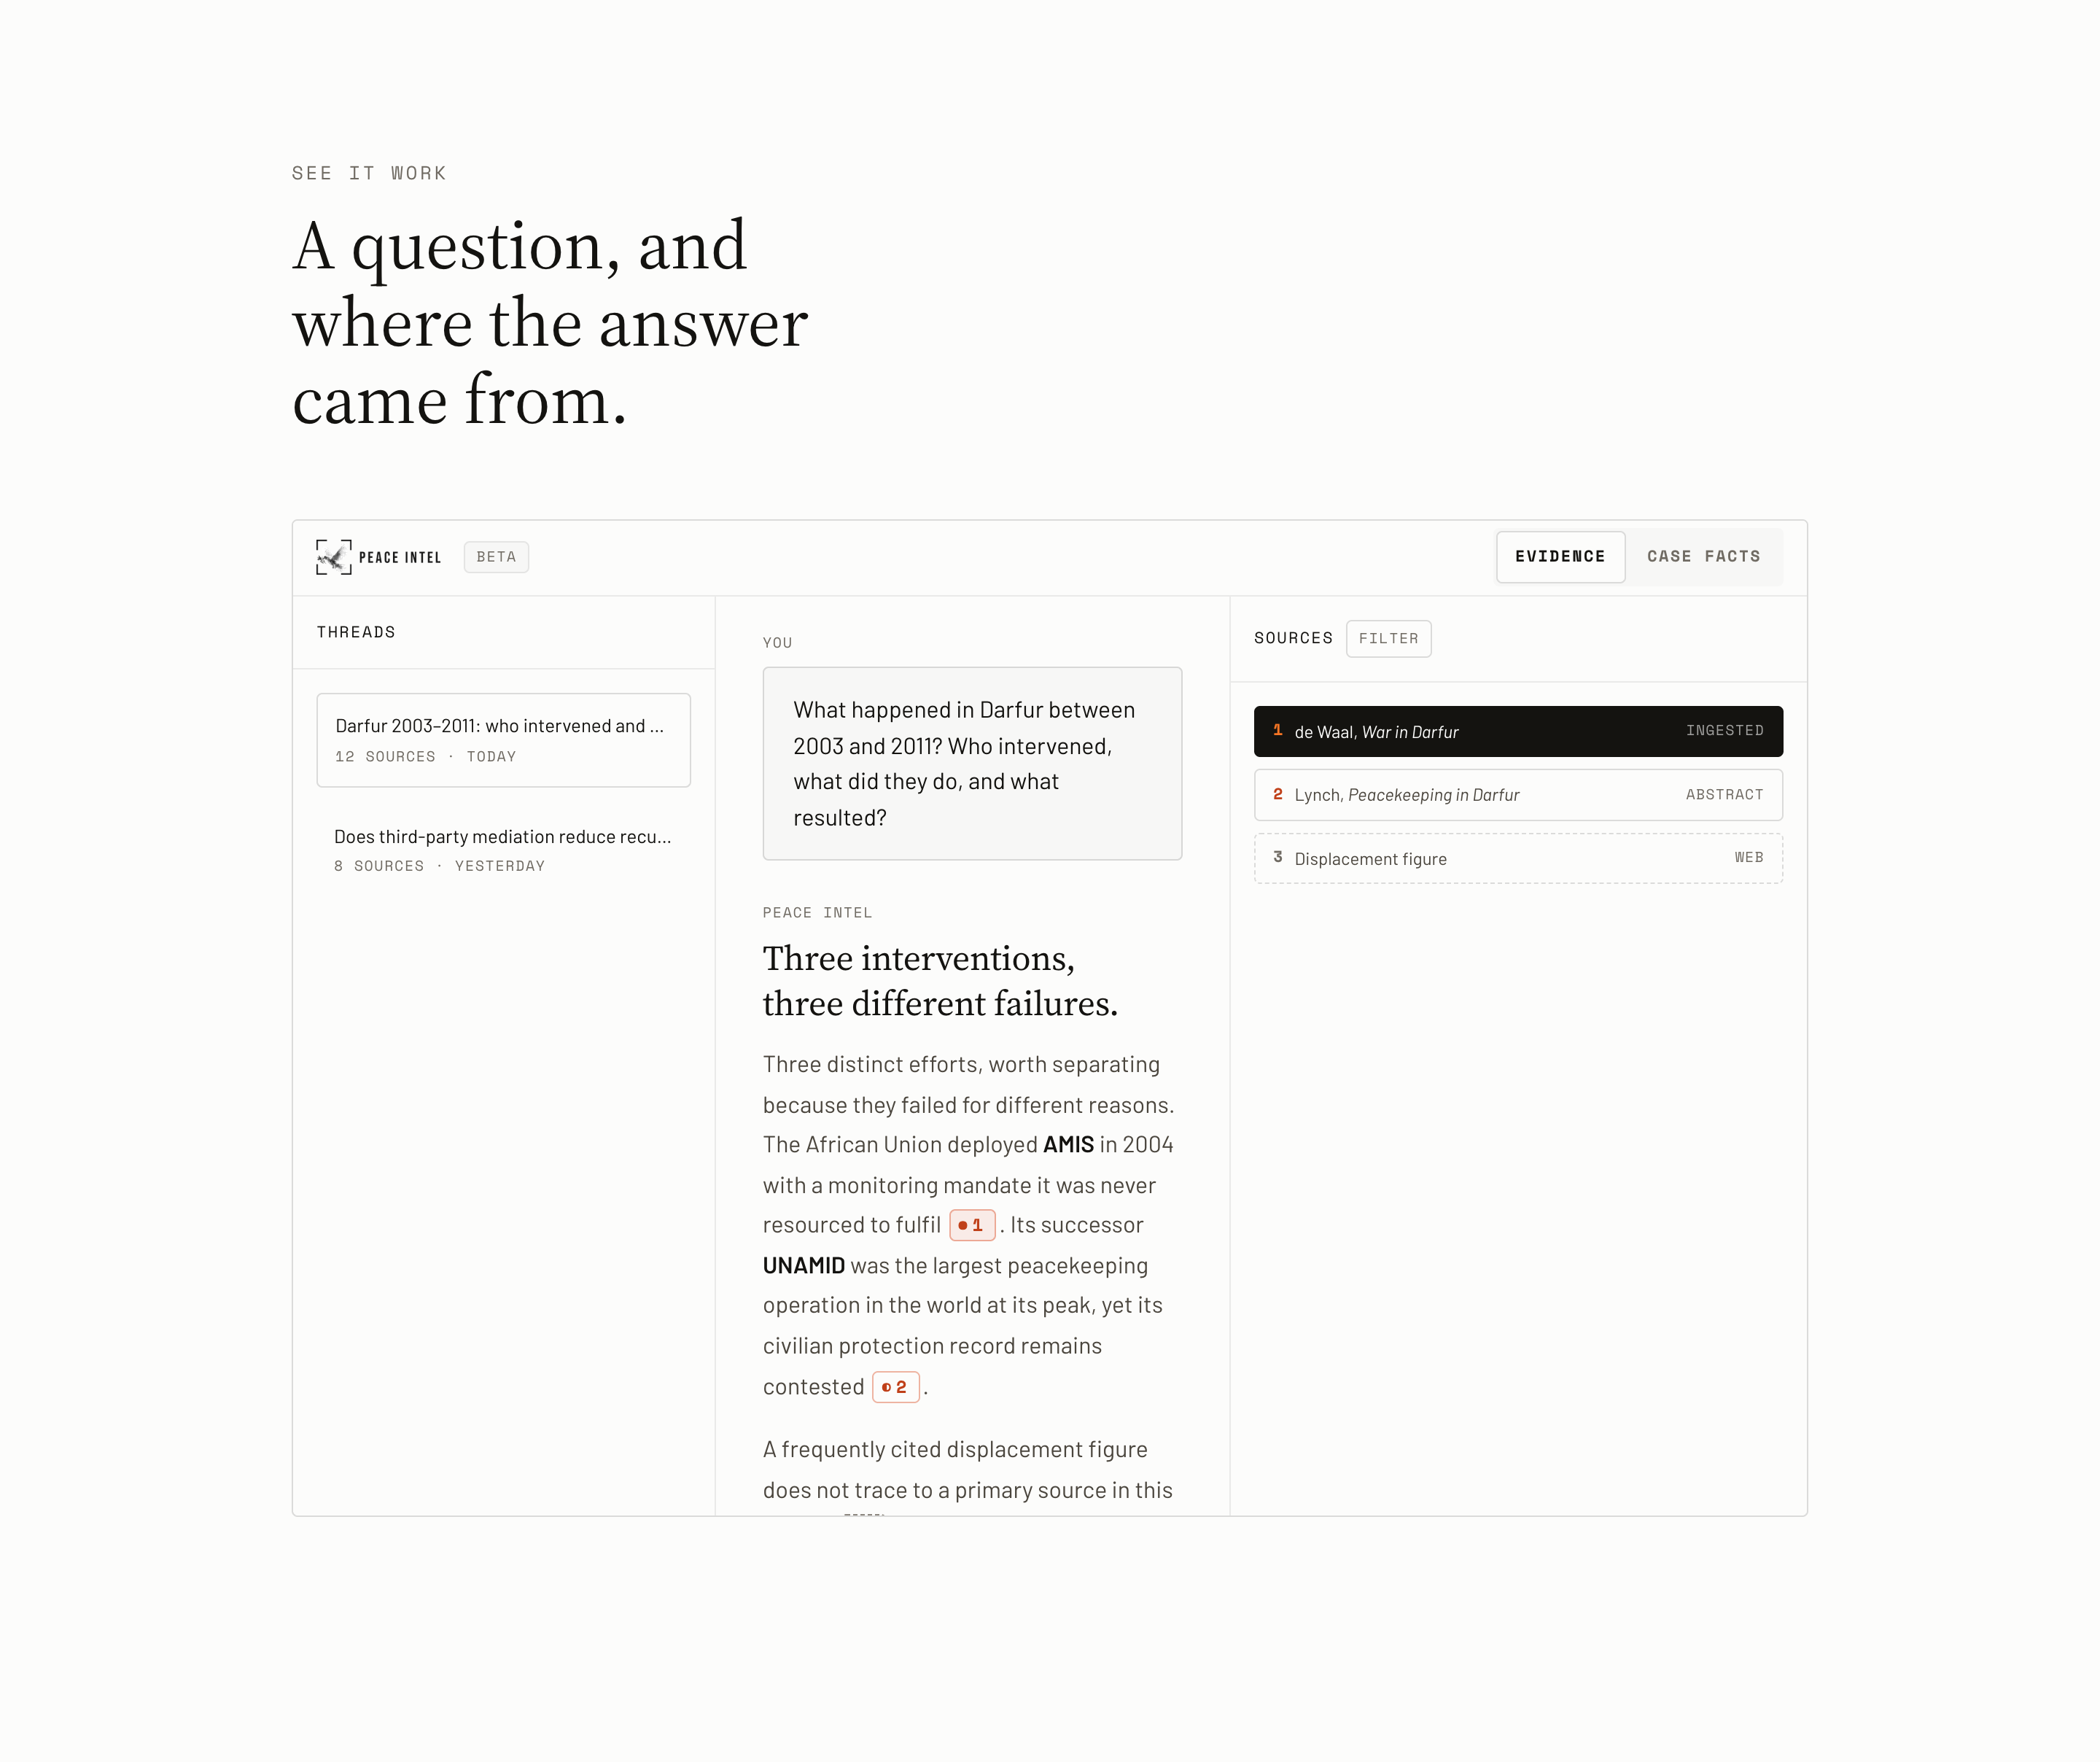 SEE IT WORK
A question, and
where the answer
came from.
PEACE INTEL
BETA
EVIDENCE
CASE FACTS
THREADS
Darfur 2003–2011: who intervened and ...
12 SOURCES · TODAY
Does third-party mediation reduce recu...
8 SOURCES · YESTERDAY
YOU
What happened in Darfur between
2003 and 2011? Who intervened,
what did they do, and what
resulted?
PEACE INTEL
Three interventions,
three different failures.
Three distinct efforts, worth separating
because they failed for different reasons.
The African Union deployed AMIS in 2004
with a monitoring mandate it was never
resourced to fulfil 1 . Its successor
UNAMID was the largest peacekeeping
operation in the world at its peak, yet its
civilian protection record remains
contested 2 .
A frequently cited displacement figure
does not trace to a primary source in this
SOURCES
FILTER
1 de Waal, War in Darfur INGESTED
2 Lynch, Peacekeeping in Darfur ABSTRACT
3 Displacement figure WEB